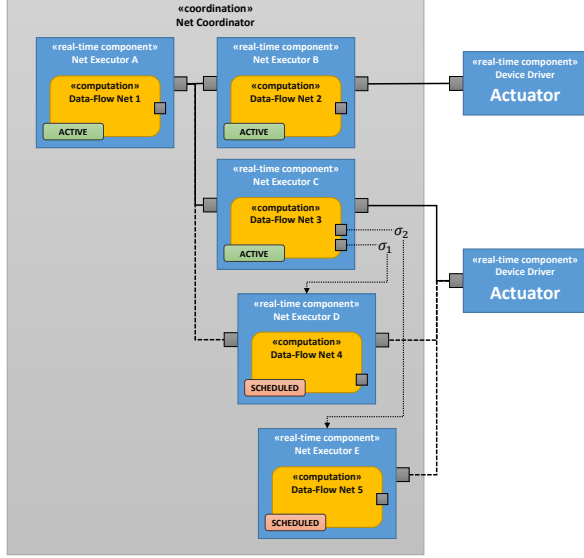 «coordination»
Net Coordinator
«real-time component»
Net Executor A
«computation»
Data-Flow Net 1
ACTIVE
«real-time component»
Net Executor B
«computation»
Data-Flow Net 2
ACTIVE
«real-time component»
Device Driver
Actuator
«real-time component»
Net Executor C
«computation»
Data-Flow Net 3
ACTIVE
σ2
σ1
«real-time component»
Device Driver
Actuator
«real-time component»
Net Executor D
«computation»
Data-Flow Net 4
SCHEDULED
«real-time component»
Net Executor E
«computation»
Data-Flow Net 5
SCHEDULED